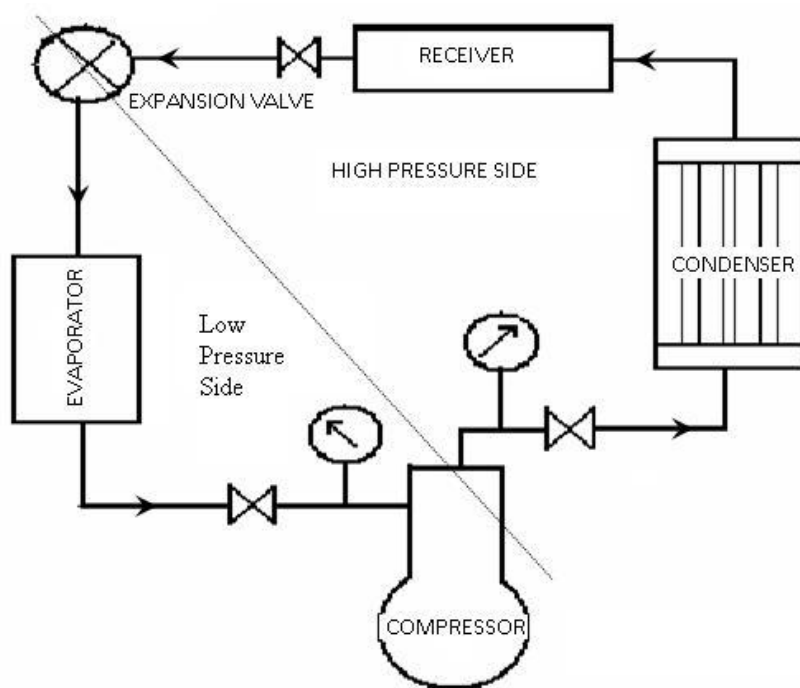 RECEIVER
EXPANSION VALVE
HIGH PRESSURE SIDE
CONDENSER
EVAPORATOR
Low
Pressure
Side
COMPRESSOR